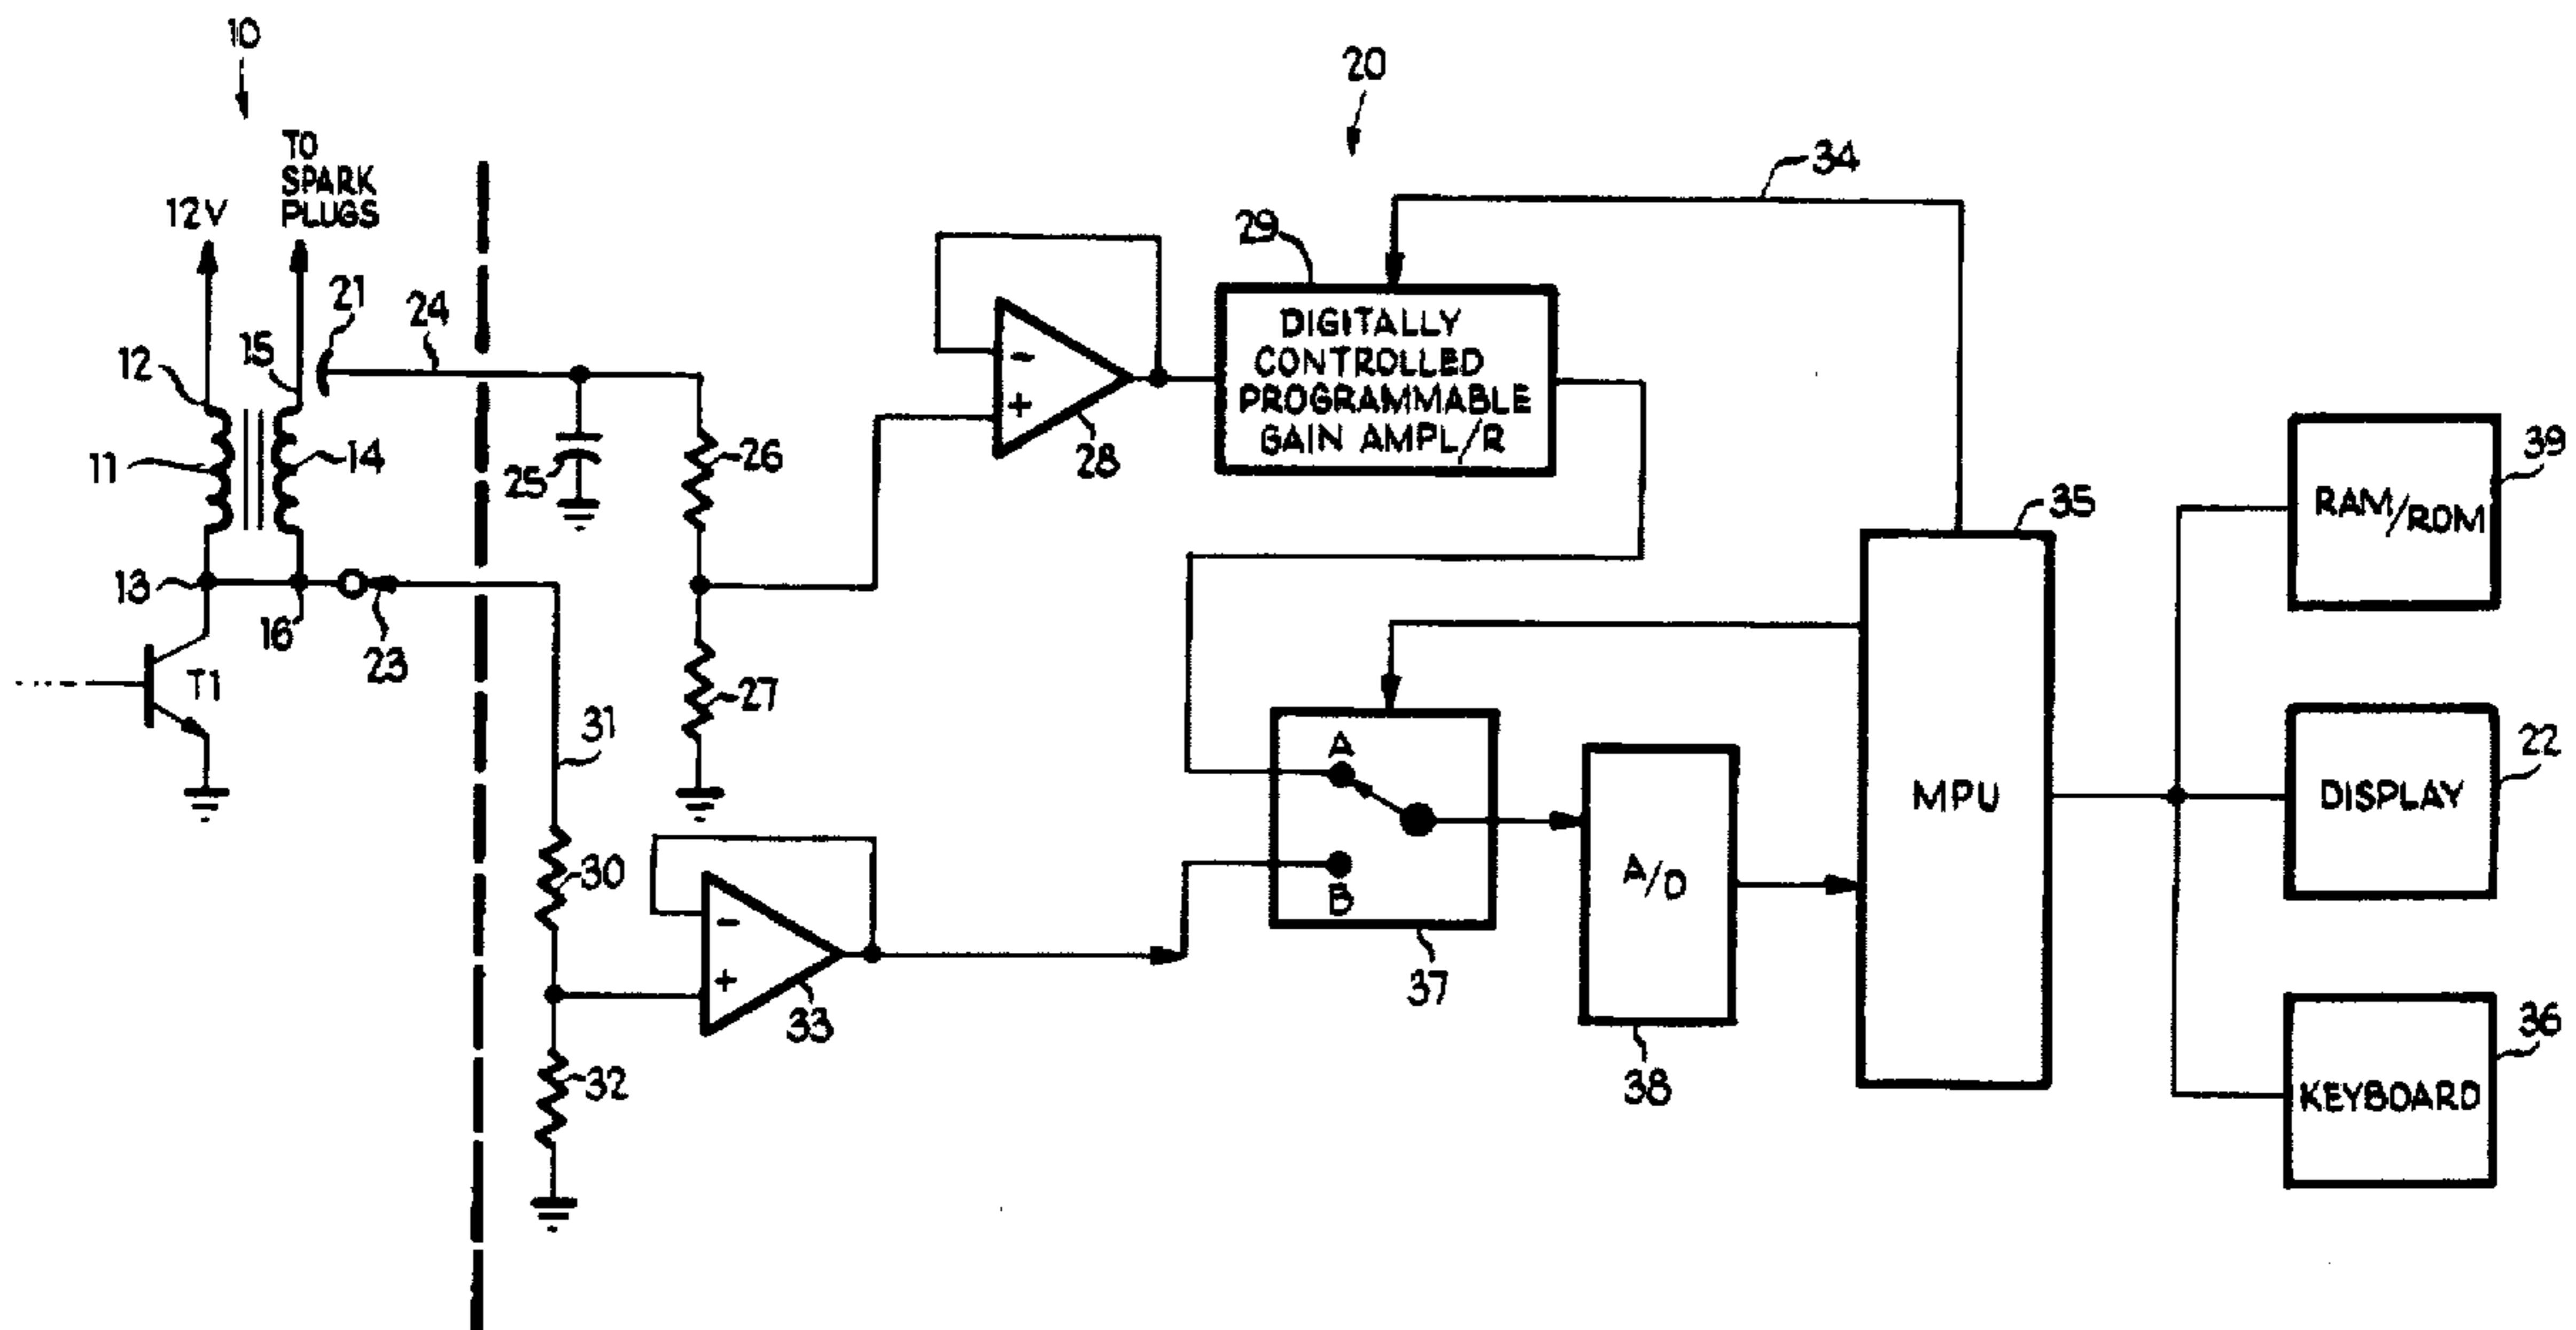 10
20
TO
SPARK
PLUGS
12V
34
29
21
24
15
12
DIGITALLY
CONTROLLED
PROGRAMMABLE
GAIN AMPL/R
-
+
28
11
14
25
26
39
RAM/ROM
35
13
16
23
T1
27
31
A
B
37
MPU
22
DISPLAY
A/D
38
30
-
+
33
32
36
KEYBOARD